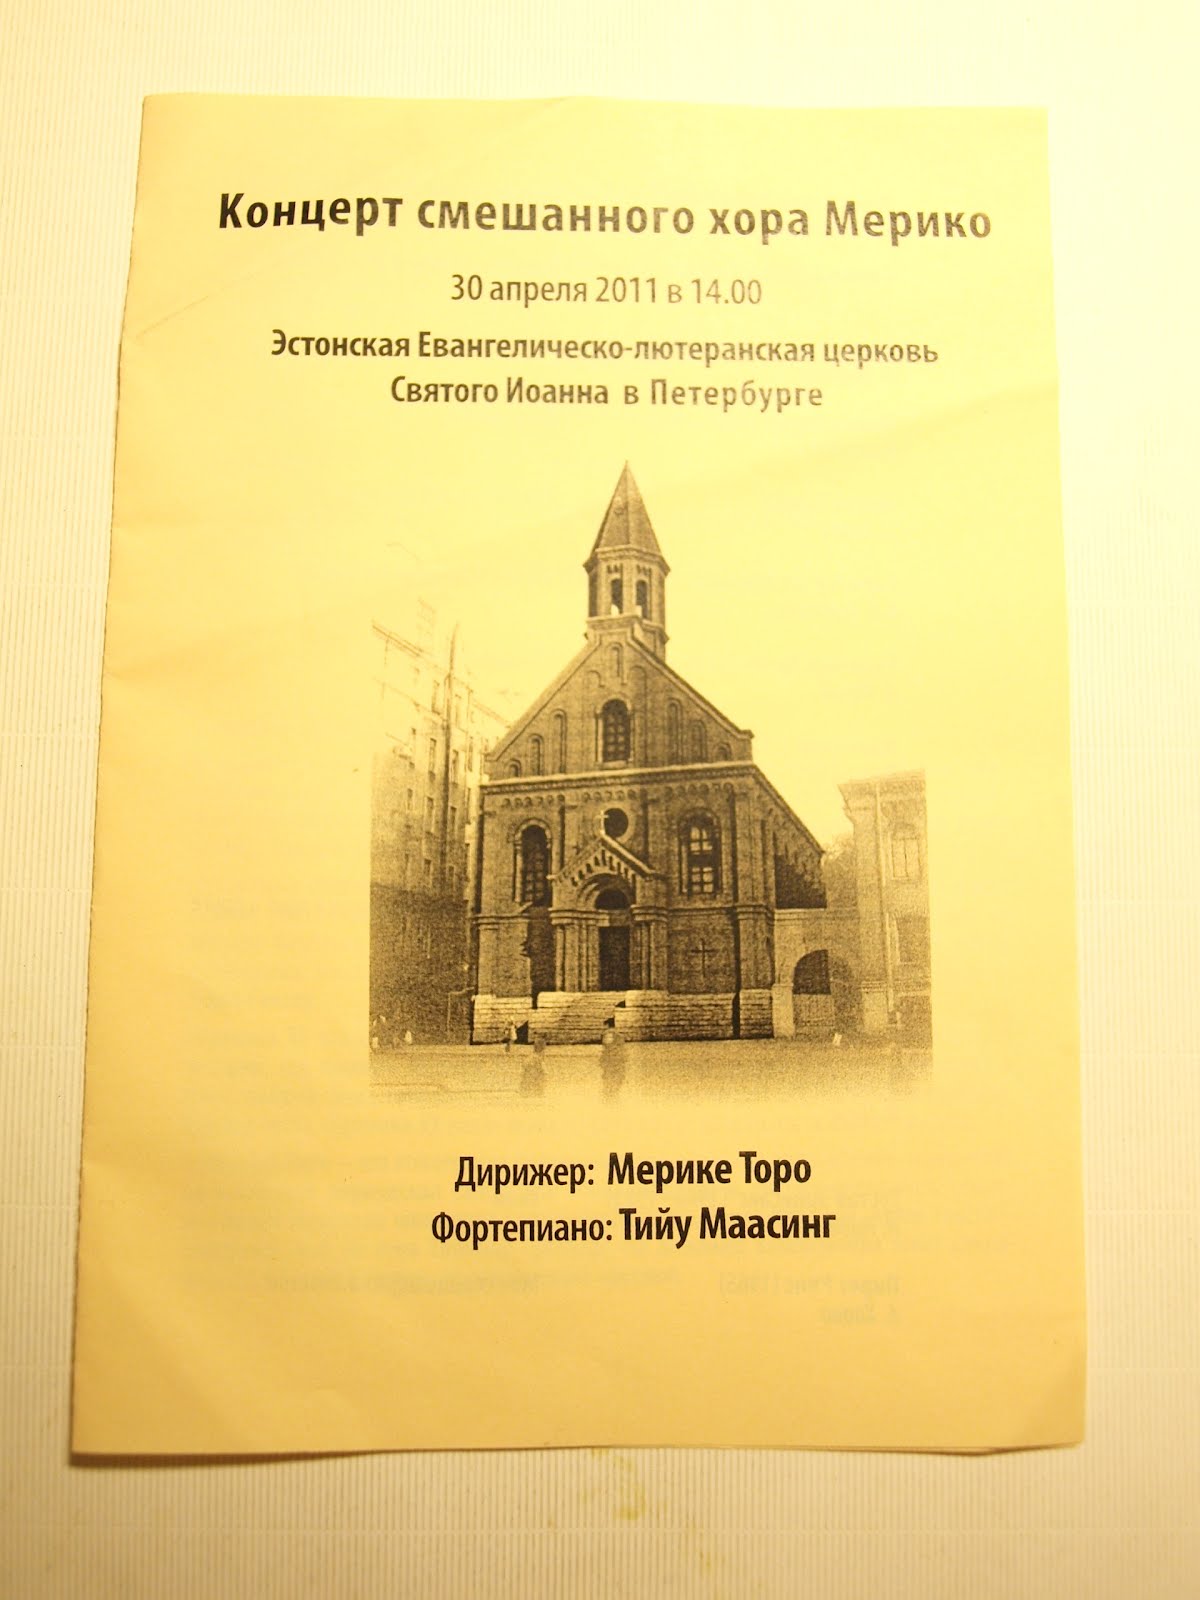 Концерт смешанного хора Мерико
30 апреля 2011 в 14.00
Эстонская Евангелическо-лютеранская церковь
Святого Иоанна в Петербурге
Дирижер: Мерике Торо
Фортепиано: Тийу Маасинг